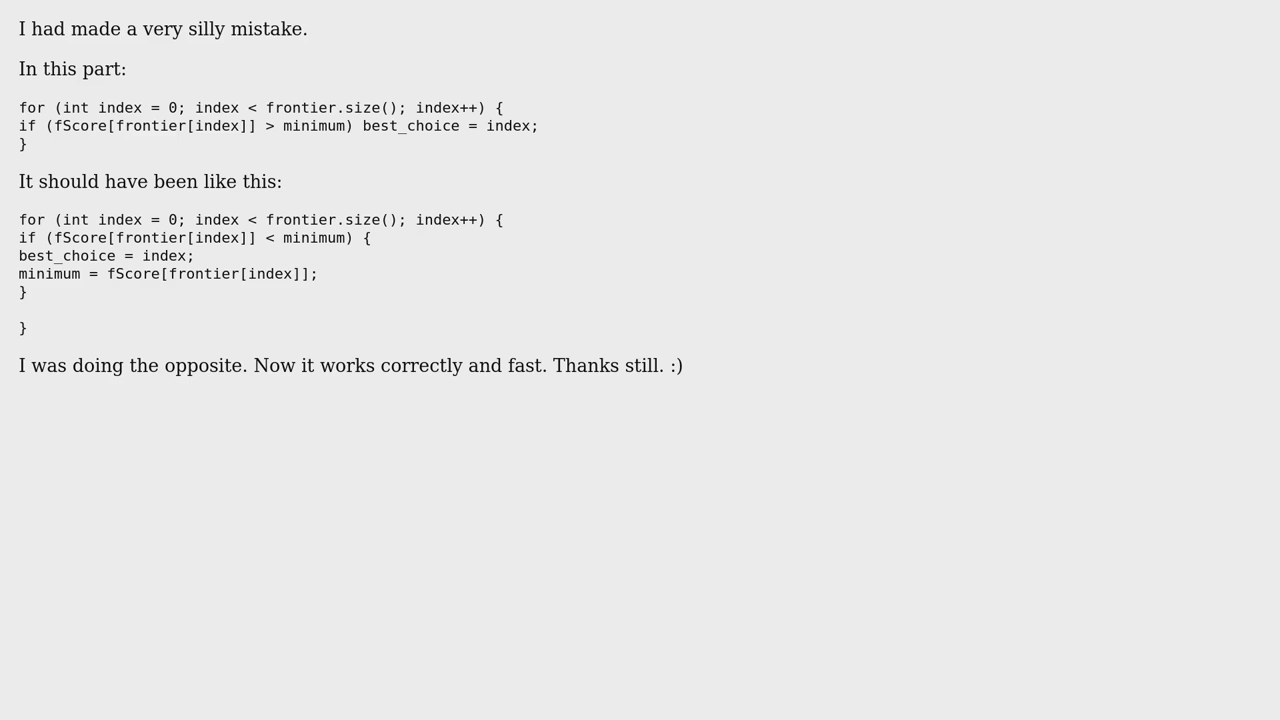 I had made a very silly mistake.
In this part:
for (int index = 0; index < frontier.size(); index++) {
if (fScore[frontier[index]] > minimum) best_choice = index;
}
It should have been like this:
for (int index = 0; index < frontier.size(); index++) {
if (fScore[frontier[index]] < minimum) {
best_choice = index;
minimum = fScore[frontier[index]];
}
}
I was doing the opposite. Now it works correctly and fast. Thanks still. :)